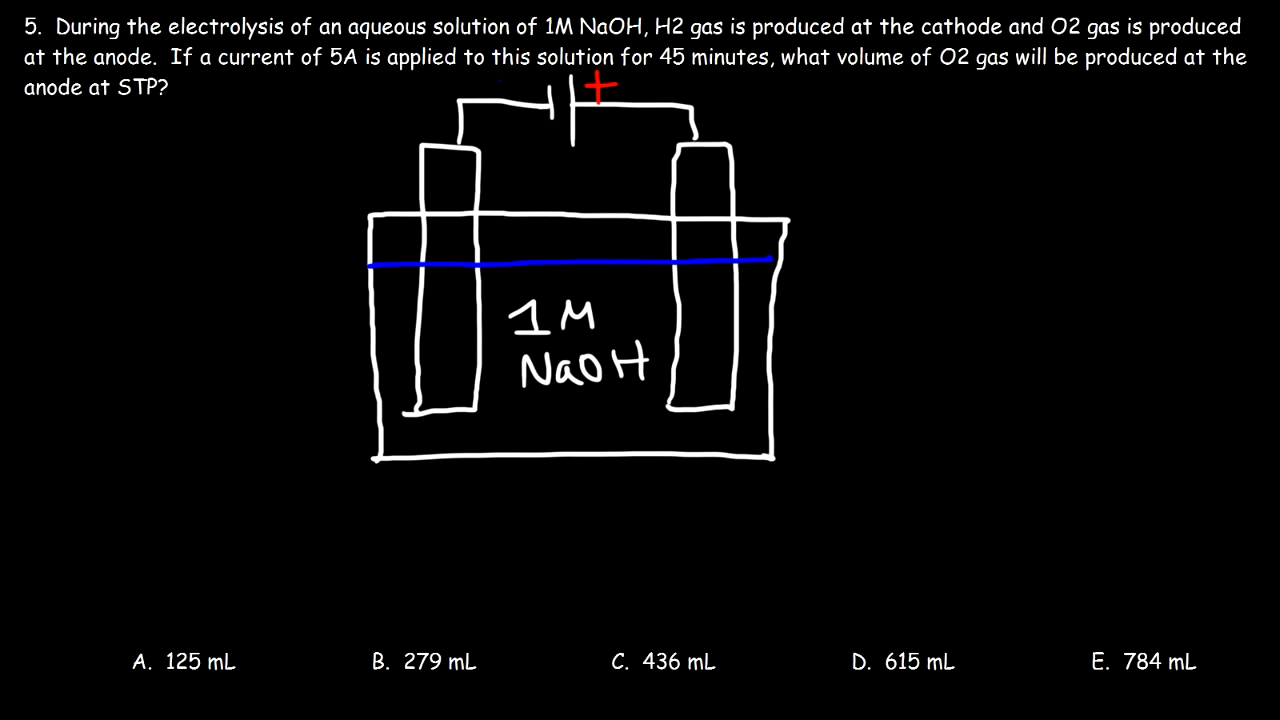 5. During the electrolysis of an aqueous solution of 1M NaOH, H2 gas is produced at the cathode and O2 gas is produced
at the anode. If a current of 5A is applied to this solution for 45 minutes, what volume of O2 gas will be produced at the
anode at STP?
+
1M
NaOH
A. 125 mL B. 279 mL C. 436 mL D. 615 mL E. 784 mL